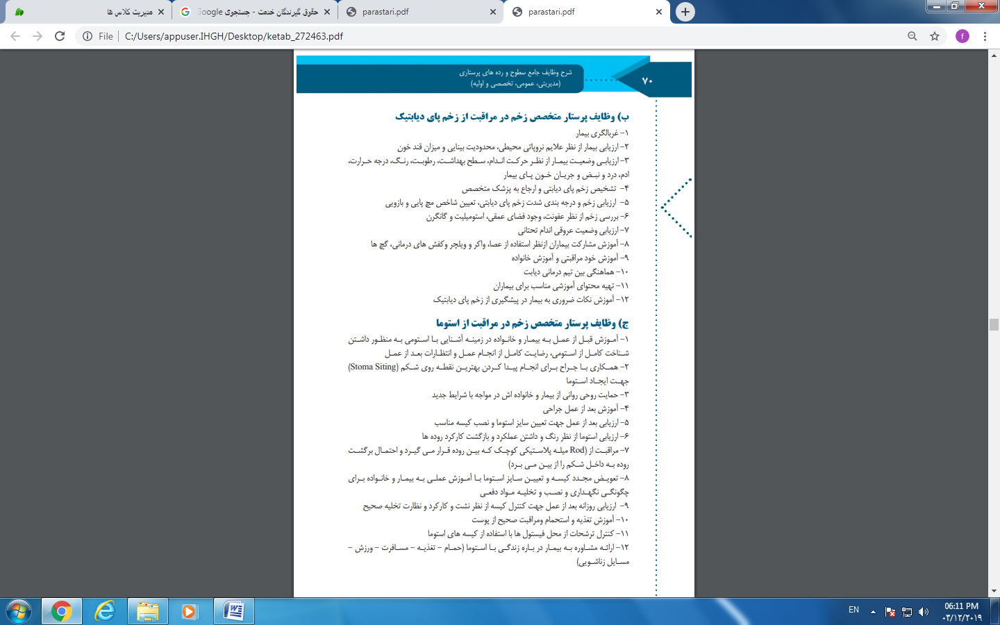 مدیریت کلاس ها
حقوق گیرندگان خدمت - جستجوی Google
parastari.pdf
parastari.pdf
File | C:/Users/appuser.IHGH/Desktop/ketab_272463.pdf
f
شرح وظایف جامع سطوح و رده های پرستاری
(مدیریتی، عمومی، تخصصی و اولیه)
۷۰
ب) وظایف پرستار متخصص زخم در مراقبت از زخم پای دیابتیک
۱- غربالگری بیمار
۲- ارزیابی بیمار از نظر علایم نروپاتی محیطی، محدودیت بینایی و میزان قند خون
۳- ارزیابی وضعیت بیمار از نظر حرکت اندام، سطح بهداشت، رطوبت، رنگ، درجه حرارت،
ادم، درد و نبض و جریان خون پای بیمار
۴- تشخیص زخم پای دیابتی و ارجاع به پزشک متخصص
۵- ارزیابی زخم و درجه بندی شدت زخم پای دیابتی، تعیین شاخص مچ پایی و بازویی
۶- بررسی زخم از نظر عفونت، وجود فضای عمقی، استومیلیت و گانگرن
۷- ارزیابی وضعیت عروقی اندام تحتانی
۸- آموزش مشارکت بیماران ازنظر استفاده از عصا، واکر و ویلچر وکفش های درمانی، گچ ها
۹- آموزش خود مراقبتی و آموزش خانواده
۱۰- هماهنگی بین تیم درمانی دیابت
۱۱- تهیه محتوای آموزشی مناسب برای بیماران
۱۲- آموزش نکات ضروری به بیمار در پیشگیری از زخم پای دیابتیک
ج) وظایف پرستار متخصص زخم در مراقبت از استوما
۱- آموزش قبل از عمل به بیمار و خانواده در زمینه آشنایی با استومی به منظور داشتن
شناخت کامل از استومی، رضایت کامل از انجام عمل و انتظارات بعد از عمل
۲- همکاری با جراح برای انجام پیدا کردن بهترین نقطه روی شکم (Stoma Siting)
جهت ایجاد استوما
۳- حمایت روحی روانی از بیمار و خانواده اش در مواجه با شرایط جدید
۴- آموزش بعد از عمل جراحی
۵- ارزیابی بعد از عمل جهت تعیین سایز استوما و نصب کیسه مناسب
۶- ارزیابی استوما از نظر رنگ و داشتن عملکرد و بازگشت کارکرد روده ها
۷- مراقبت از (Rod میله پلاستیکی کوچک که بین روده قرار می گیرد و احتمال برگشت
روده به داخل شکم را از بین می برد)
۸- تعویض مجدد کیسه و تعیین سایز استوما با آموزش عملی به بیمار و خانواده برای
چگونگی نگهداری و نصب و تخلیه مواد دفعی
۹- ارزیابی روزانه بعد از عمل جهت کنترل کیسه از نظر نشت و کارکرد و نظارت تخلیه صحیح
۱۰- آموزش تغذیه و استحمام ومراقبت صحیح از پوست
۱۱- کنترل ترشحات از محل فیستول ها با استفاده از کیسه های استوما
۱۲- ارائه مشاوره به بیمار در باره زندگی با استوما (حمام - تغذیه - مسافرت - ورزش -
مسایل زناشویی)
EN
06:11 PM
۰۳/۱۲/۲۰۱۹